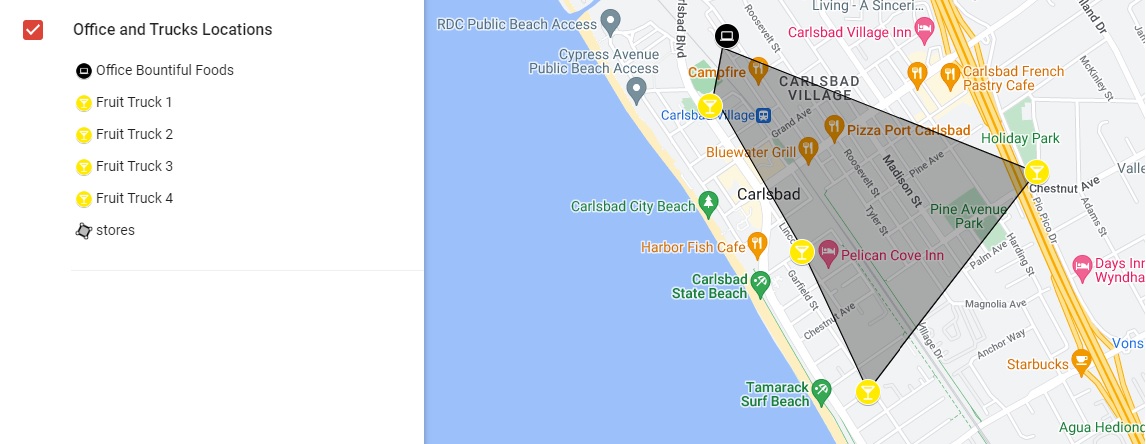 Office and Trucks Locations
Office Bountiful Foods
Fruit Truck 1
Fruit Truck 2
Fruit Truck 3
Fruit Truck 4
stores
Living - A Sinceri...
RDC Public Beach Access
rlsbad Blvd
Roosevelt St
Carlsbad Village Inn
Cypress Avenue
Public Beach Access
Campfire
CARLSBAD
VILLAGE
Carlsbad French
Pastry Cafe
McKinley St
Carlsbad Village
Grand Ave
Pizza Port Carlsbad
Holiday Park
Bluewater Grill
Roosevelt St
Madison St
Pine Ave
Valle
Chestnut Ave
Carlsbad
Carlsbad City Beach
Tyler St
Pine Avenue
Park
Pio Pico Dr
Adams St
Linc
Harbor Fish Cafe
Pelican Cove Inn
Harding St
Palm Ave
Days Inn
Wyndha
Carlsbad
State Beach
Garfield St
Chestnut Ave
Magnolia Ave
Village Dr
Anchor Way
Vons
Starbucks
Tamarack
Surf Beach
Agua Hedion